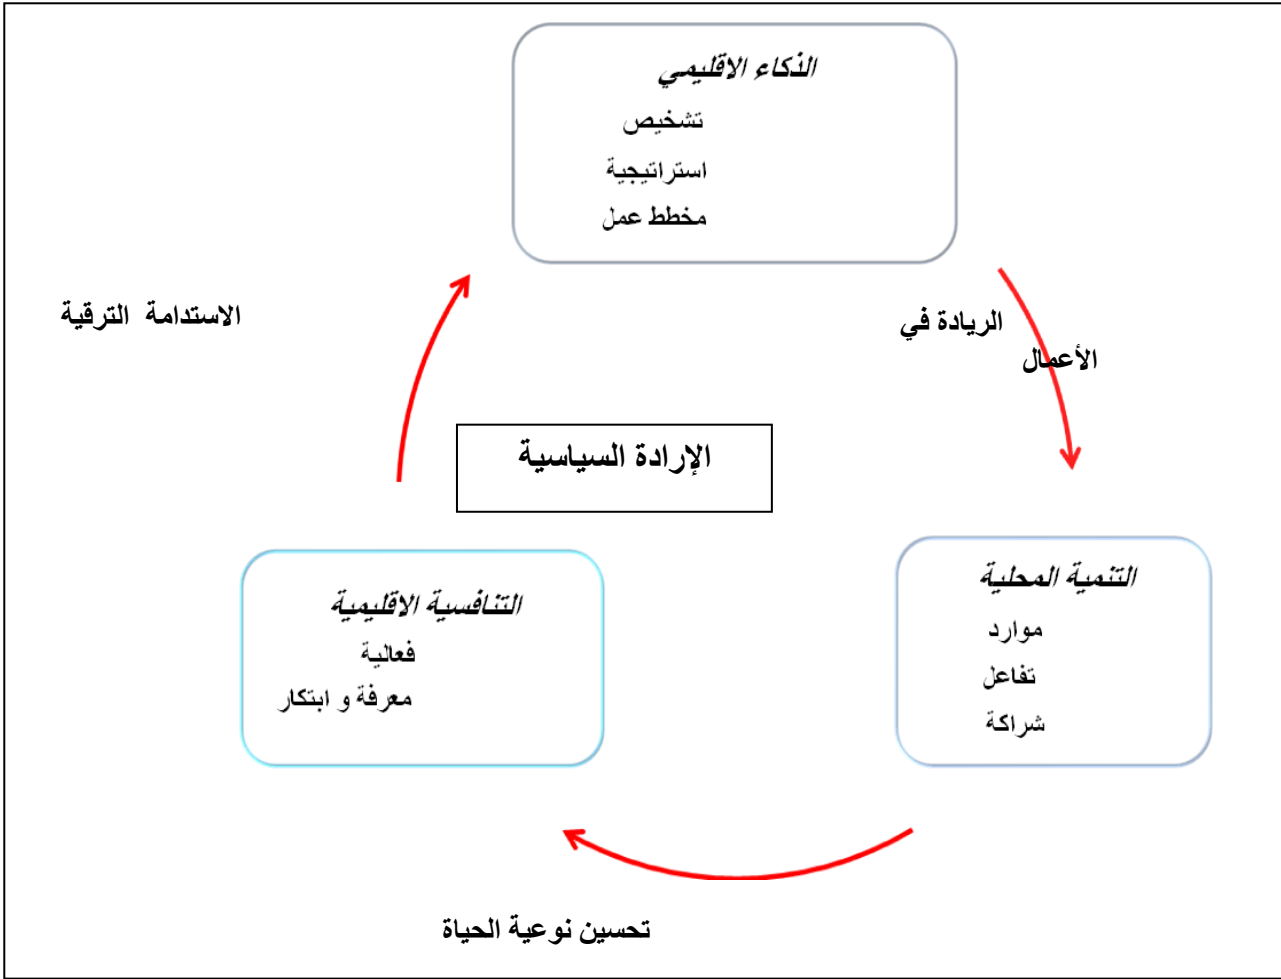 الذكاء الاقليمي
تشخيص
استراتيجية
مخطط عمل
الريادة في
الأعمال
الاستدامة الترقية
الإرادة السياسية
التنمية المحلية
موارد
تفاعل
شراكة
التنافسية الاقليمية
فعالية
معرفة و ابتكار
تحسين نوعية الحياة